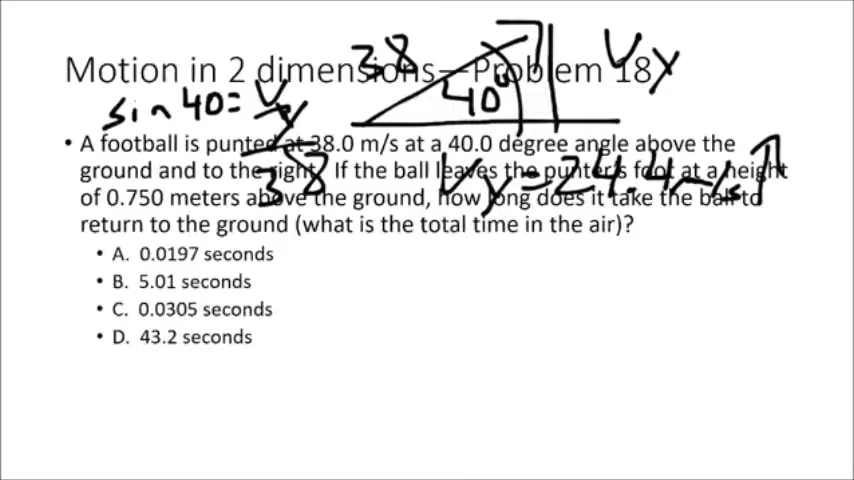 Motion in 2 dimensions—Problem 18
38
Vy
40°
sin 40 = Vy
38
A football is punted at 38.0 m/s at a 40.0 degree angle above the
ground and to the right. If the ball leaves the punter's foot at a height
of 0.750 meters above the ground, how long does it take the ball to
return to the ground (what is the total time in the air)?
Vy = 24.4 m/s ↑
• A. 0.0197 seconds
• B. 5.01 seconds
• C. 0.0305 seconds
• D. 43.2 seconds